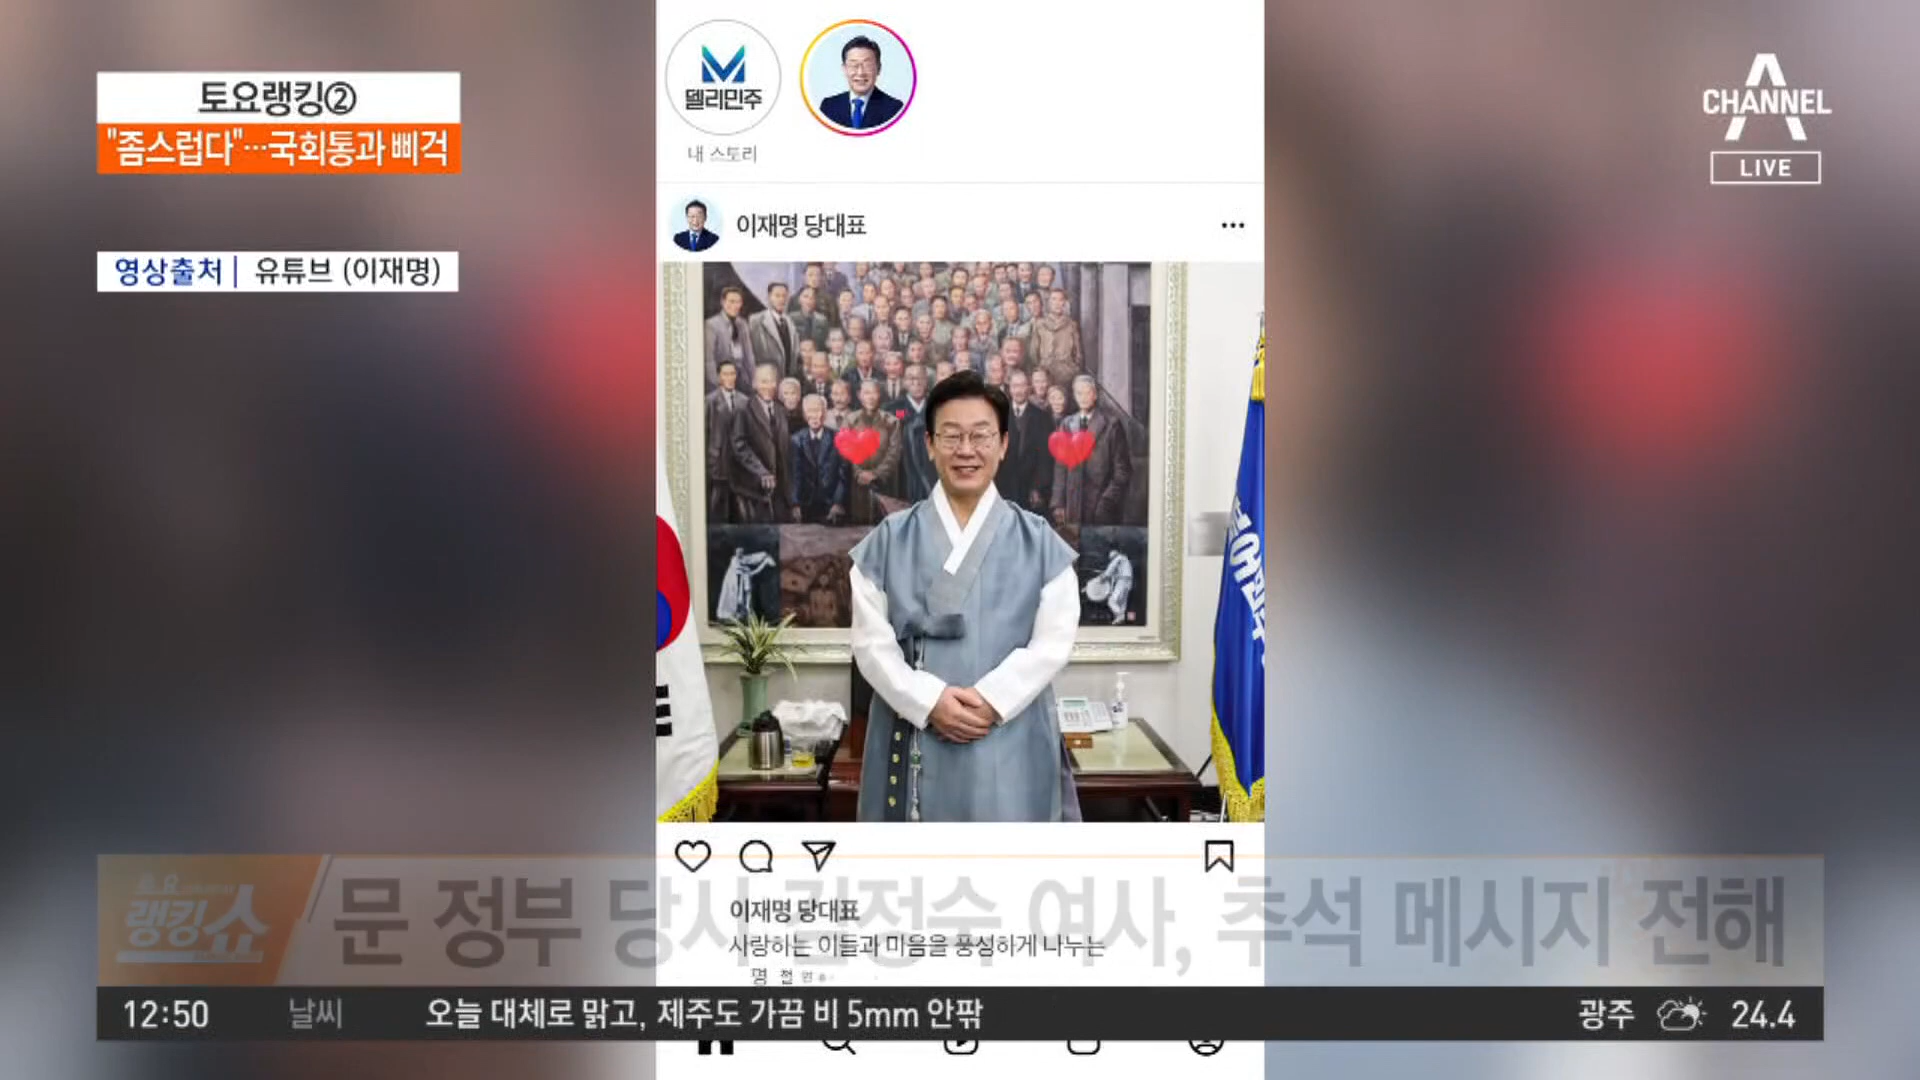 토요랭킹②
"좀스럽다"…국회통과 삐걱
영상출처| 유튜브 (이재명)
델리민주
내 스토리
CHANNEL A
LIVE
이재명 당대표
이재명 당대표
사랑하는 이들과 마음을 풍성하게 나누는
명절
토요
랭킹쇼
문 정부 당시 김정숙 여사, 추석 메시지 전해
12:50 날씨 오늘 대체로 맑고, 제주도 가끔 비 5mm 안팎 광주 24.4